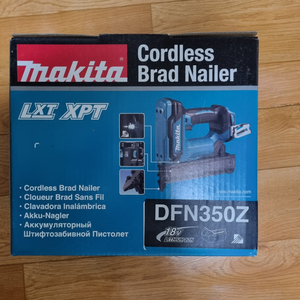 Makita
Cordless
Brad Nailer
LXT XPT
• Cordless Brad Nailer
• Cloueur Brad Sans Fil
• Clavadora Inalámbrica
• Akku-Nagler
• Аккумуляторный
Штифтозабивной Пистолет
DFN350Z
18V